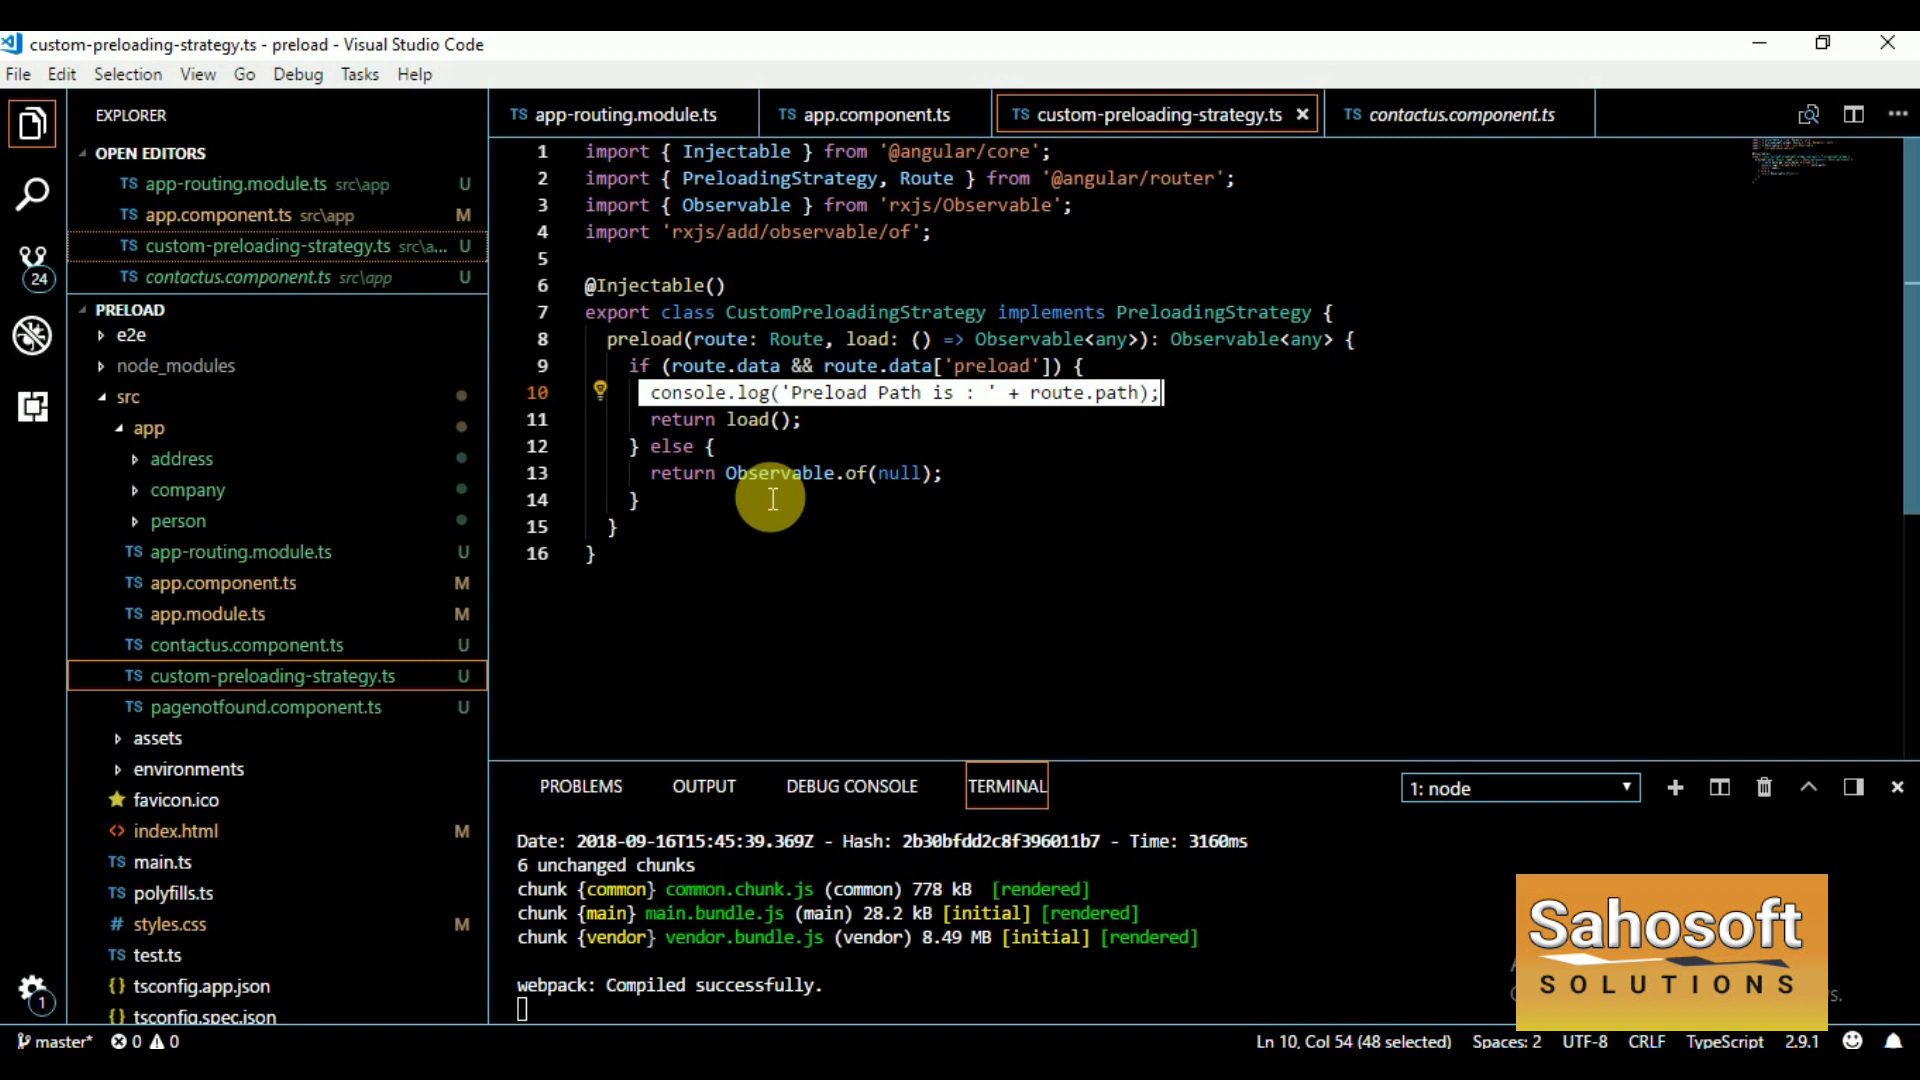 custom-preloading-strategy.ts - preload - Visual Studio Code
File Edit Selection View Go Debug Tasks Help
EXPLORER
OPEN EDITORS
TS app-routing.module.ts src\app U
TS app.component.ts src\app M
TS custom-preloading-strategy.ts src\a... U
TS contactus.component.ts src\app U
PRELOAD
e2e
node_modules
src
app
address
company
person
TS app-routing.module.ts U
TS app.component.ts M
TS app.module.ts M
TS contactus.component.ts U
TS custom-preloading-strategy.ts U
TS pagenotfound.component.ts U
assets
environments
favicon.ico
<> index.html M
TS main.ts
TS polyfills.ts
# styles.css M
TS test.ts
{} tsconfig.app.json
{} tsconfig.spec.json
24
1
TS app-routing.module.ts TS app.component.ts TS custom-preloading-strategy.ts × TS contactus.component.ts
1 import { Injectable } from '@angular/core';
2 import { PreloadingStrategy, Route } from '@angular/router';
3 import { Observable } from 'rxjs/Observable';
4 import 'rxjs/add/observable/of';
5
6 @Injectable()
7 export class CustomPreloadingStrategy implements PreloadingStrategy {
8 preload(route: Route, load: () => Observable<any>): Observable<any> {
9 if (route.data && route.data['preload']) {
10 console.log('Preload Path is : ' + route.path);
11 return load();
12 } else {
13 return Observable.of(null);
14 }
15 }
16 }
PROBLEMS OUTPUT DEBUG CONSOLE TERMINAL 1: node
Date: 2018-09-16T15:45:39.369Z - Hash: 2b30bfdd2c8f396011b7 - Time: 3160ms
6 unchanged chunks
chunk {common} common.chunk.js (common) 778 kB [rendered]
chunk {main} main.bundle.js (main) 28.2 kB [initial] [rendered]
chunk {vendor} vendor.bundle.js (vendor) 8.49 MB [initial] [rendered]
webpack: Compiled successfully.
Sahosoft
SOLUTIONS
master* 0 0 Ln 10, Col 54 (48 selected) Spaces: 2 UTF-8 CRLF TypeScript 2.9.1